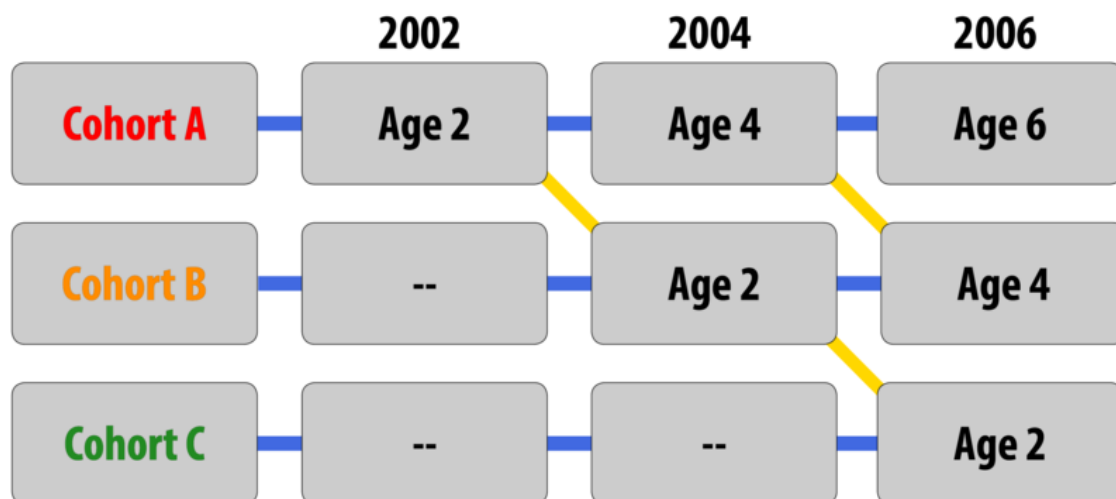 2002 2004 2006
Cohort A Age 2 Age 4 Age 6
Cohort B -- Age 2 Age 4
Cohort C -- -- Age 2